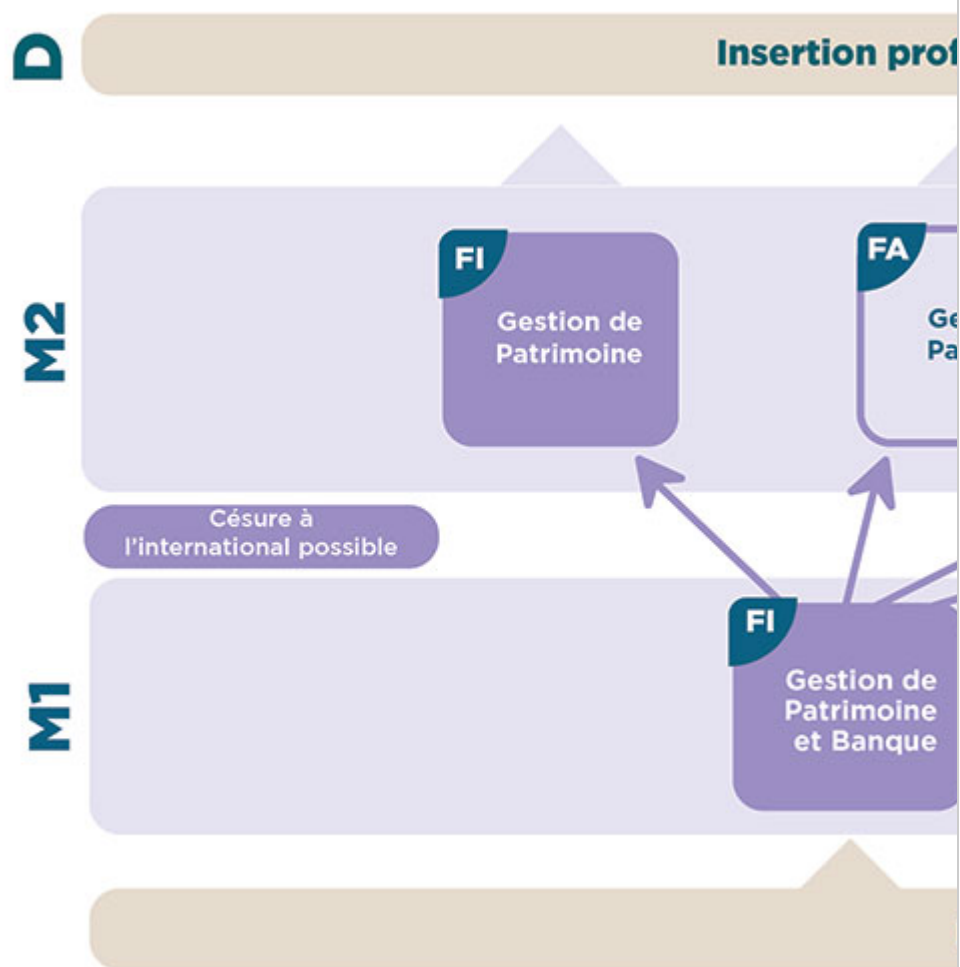 D
Insertion prof
M2
FI
Gestion de
Patrimoine
FA
Ge
Pa
Césure à
l'international possible
M1
FI
Gestion de
Patrimoine
et Banque